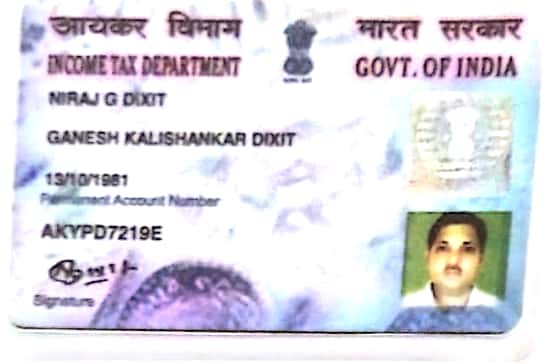 आयकर विभाग
भारत सरकार
INCOME TAX DEPARTMENT
GOVT. OF INDIA
NIRAJ G DIXIT
GANESH KALISHANKAR DIXIT
13/10/1981
Permanent Account Number
AKYPD7219E
Signature